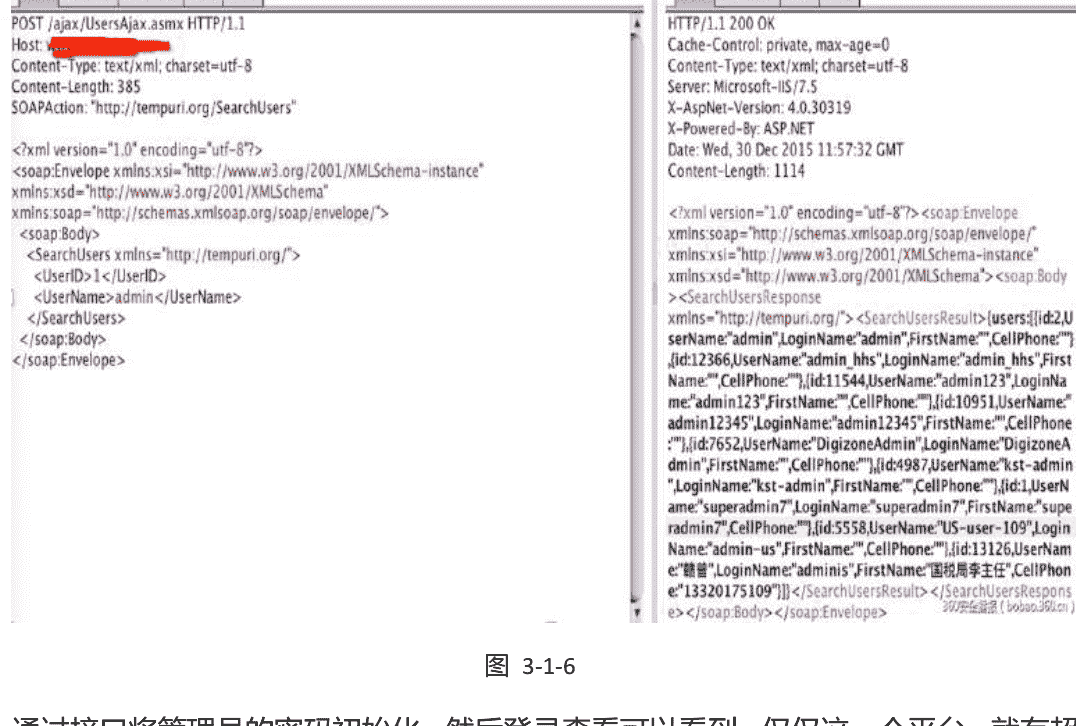 POST /ajax/UsersAjax.asmx HTTP/1.1
Host:
Content-Type: text/xml; charset=utf-8
Content-Length: 385
SOAPAction: "http://tempuri.org/SearchUsers"
<?xml version="1.0" encoding="utf-8"?>
<soap:Envelope xmlns:xsi="http://www.w3.org/2001/XMLSchema-instance"
xmlns:xsd="http://www.w3.org/2001/XMLSchema"
xmlns:soap="http://schemas.xmlsoap.org/soap/envelope/">
<soap:Body>
<SearchUsers xmlns="http://tempuri.org/">
<UserID>1</UserID>
<UserName>admin</UserName>
</SearchUsers>
</soap:Body>
</soap:Envelope>
HTTP/1.1 200 OK
Cache-Control: private, max-age=0
Content-Type: text/xml; charset=utf-8
Server: Microsoft-IIS/7.5
X-AspNet-Version: 4.0.30319
X-Powered-By: ASP.NET
Date: Wed, 30 Dec 2015 11:57:32 GMT
Content-Length: 1114
<?xml version="1.0" encoding="utf-8"?><soap:Envelope
xmlns:soap="http://schemas.xmlsoap.org/soap/envelope/"
xmlns:xsi="http://www.w3.org/2001/XMLSchema-instance"
xmlns:xsd="http://www.w3.org/2001/XMLSchema"><soap:Body
><SearchUsersResponse
xmlns="http://tempuri.org/"><SearchUsersResult>{users:[{id:2,U
serName:"admin",LoginName:"admin",FirstName:"",CellPhone:""}
,{id:12366,UserName:"admin_hhs",LoginName:"admin_hhs",First
Name:"",CellPhone:""},{id:11544,UserName:"admin123",LoginNa
me:"admin123",FirstName:"",CellPhone:""},{id:10951,UserName:"
admin12345",LoginName:"admin12345",FirstName:"",CellPhone
:""},{id:7652,UserName:"DigizoneAdmin",LoginName:"DigizoneA
dmin",FirstName:"",CellPhone:""},{id:4987,UserName:"kst-admin
",LoginName:"kst-admin",FirstName:"",CellPhone:""},{id:1,UserN
ame:"superadmin7",LoginName:"superadmin7",FirstName:"supe
radmin7",CellPhone:""},{id:5558,UserName:"US-user-109",Login
Name:"admin-us",FirstName:"",CellPhone:""},{id:13126,UserNam
e:"",LoginName:"adminis",FirstName:"国税局李主任",CellPhon
e:"13320175109"}]}</SearchUsersResult></SearchUsersRespons
e></soap:Body></soap:Envelope>
360安全播报 ( bobao.360.cn )
图 3-1-6